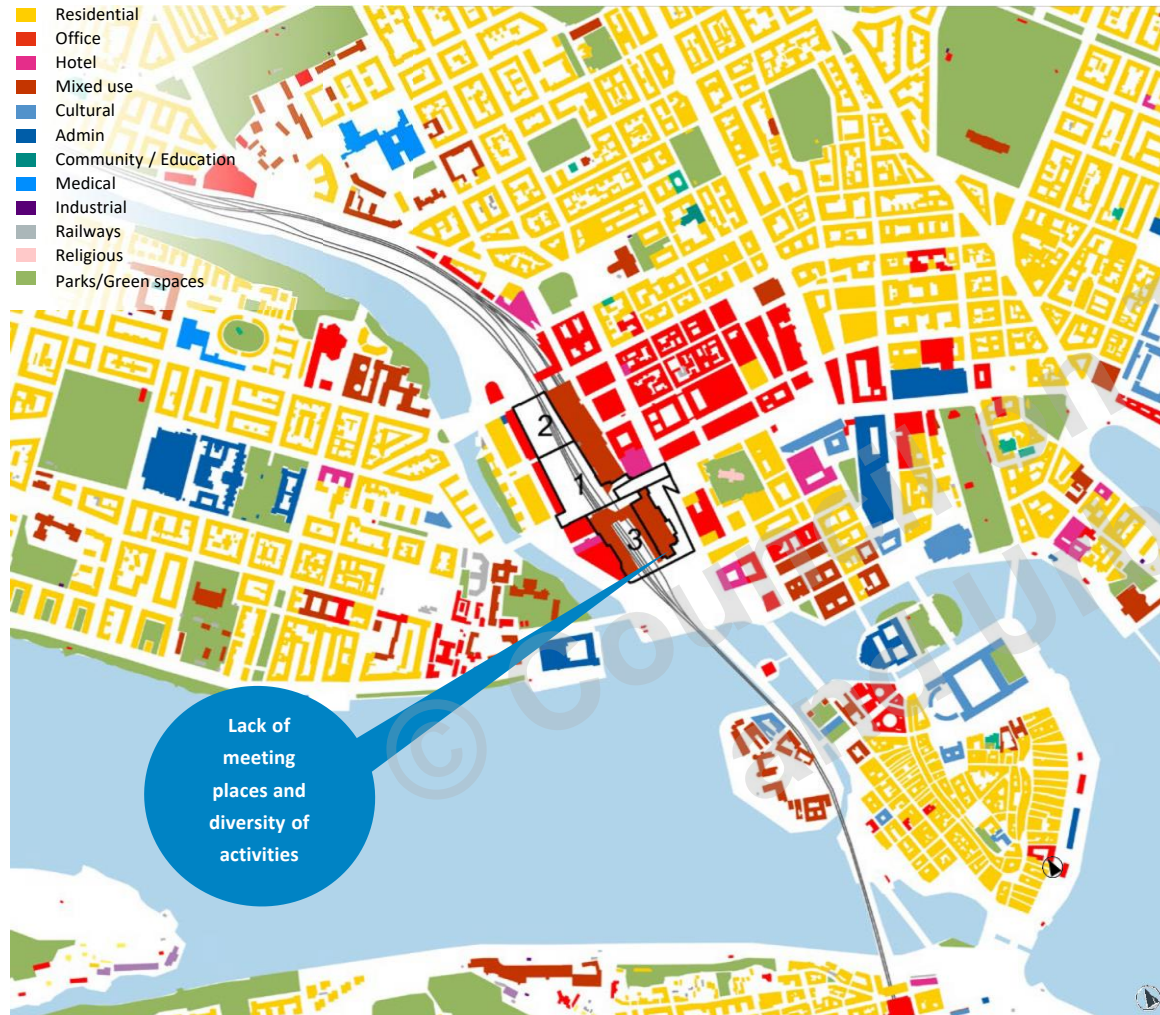 Residential
Office
Hotel
Mixed use
Cultural
Admin
Community / Education
Medical
Industrial
Railways
Religious
Parks/Green spaces
2
1
3
Lack of
meeting
places and
diversity of
activities